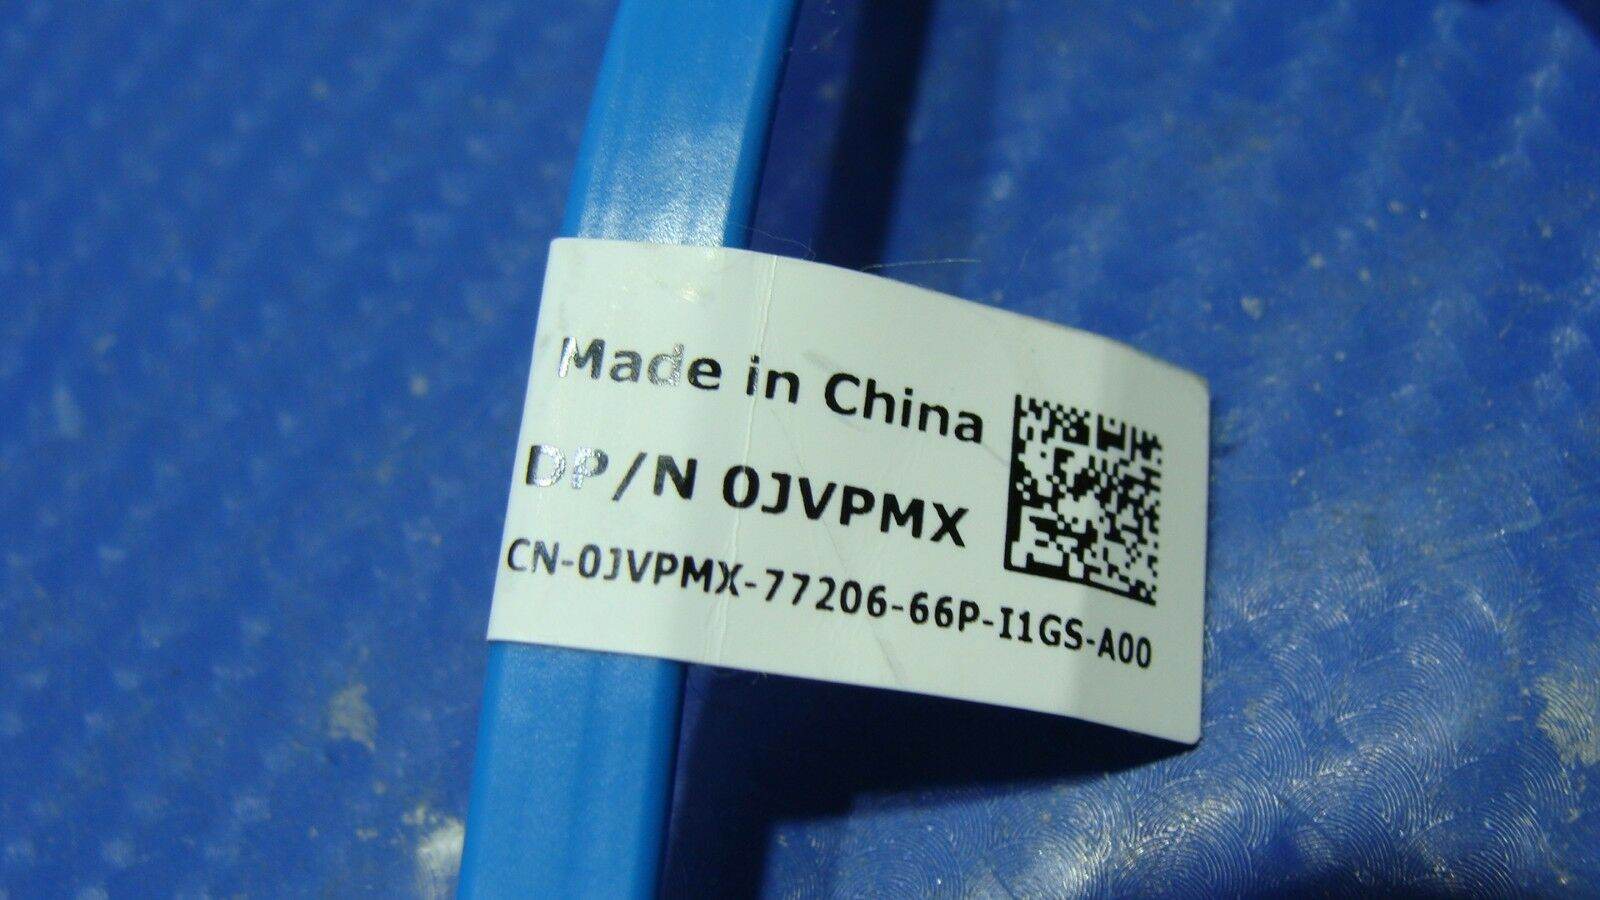 Made in China
DP/N 0JVPMX
CN-0JVPMX-77206-66P-I1GS-A00